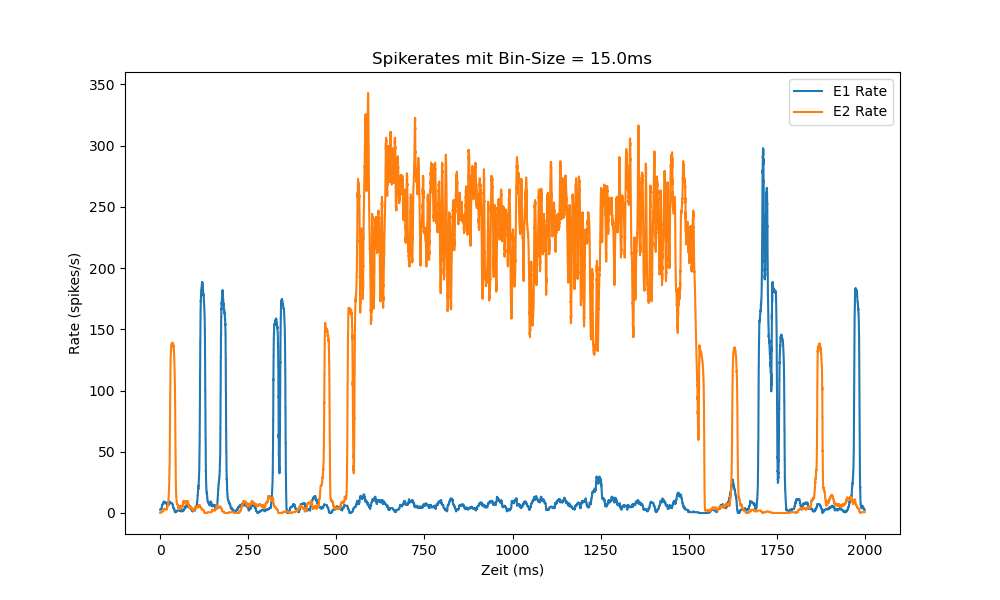 Spikerates mit Bin-Size = 15.0ms
E1 Rate
E2 Rate
Rate (spikes/s)
350
300
250
200
150
100
50
0
0 250 500 750 1000 1250 1500 1750 2000
Zeit (ms)